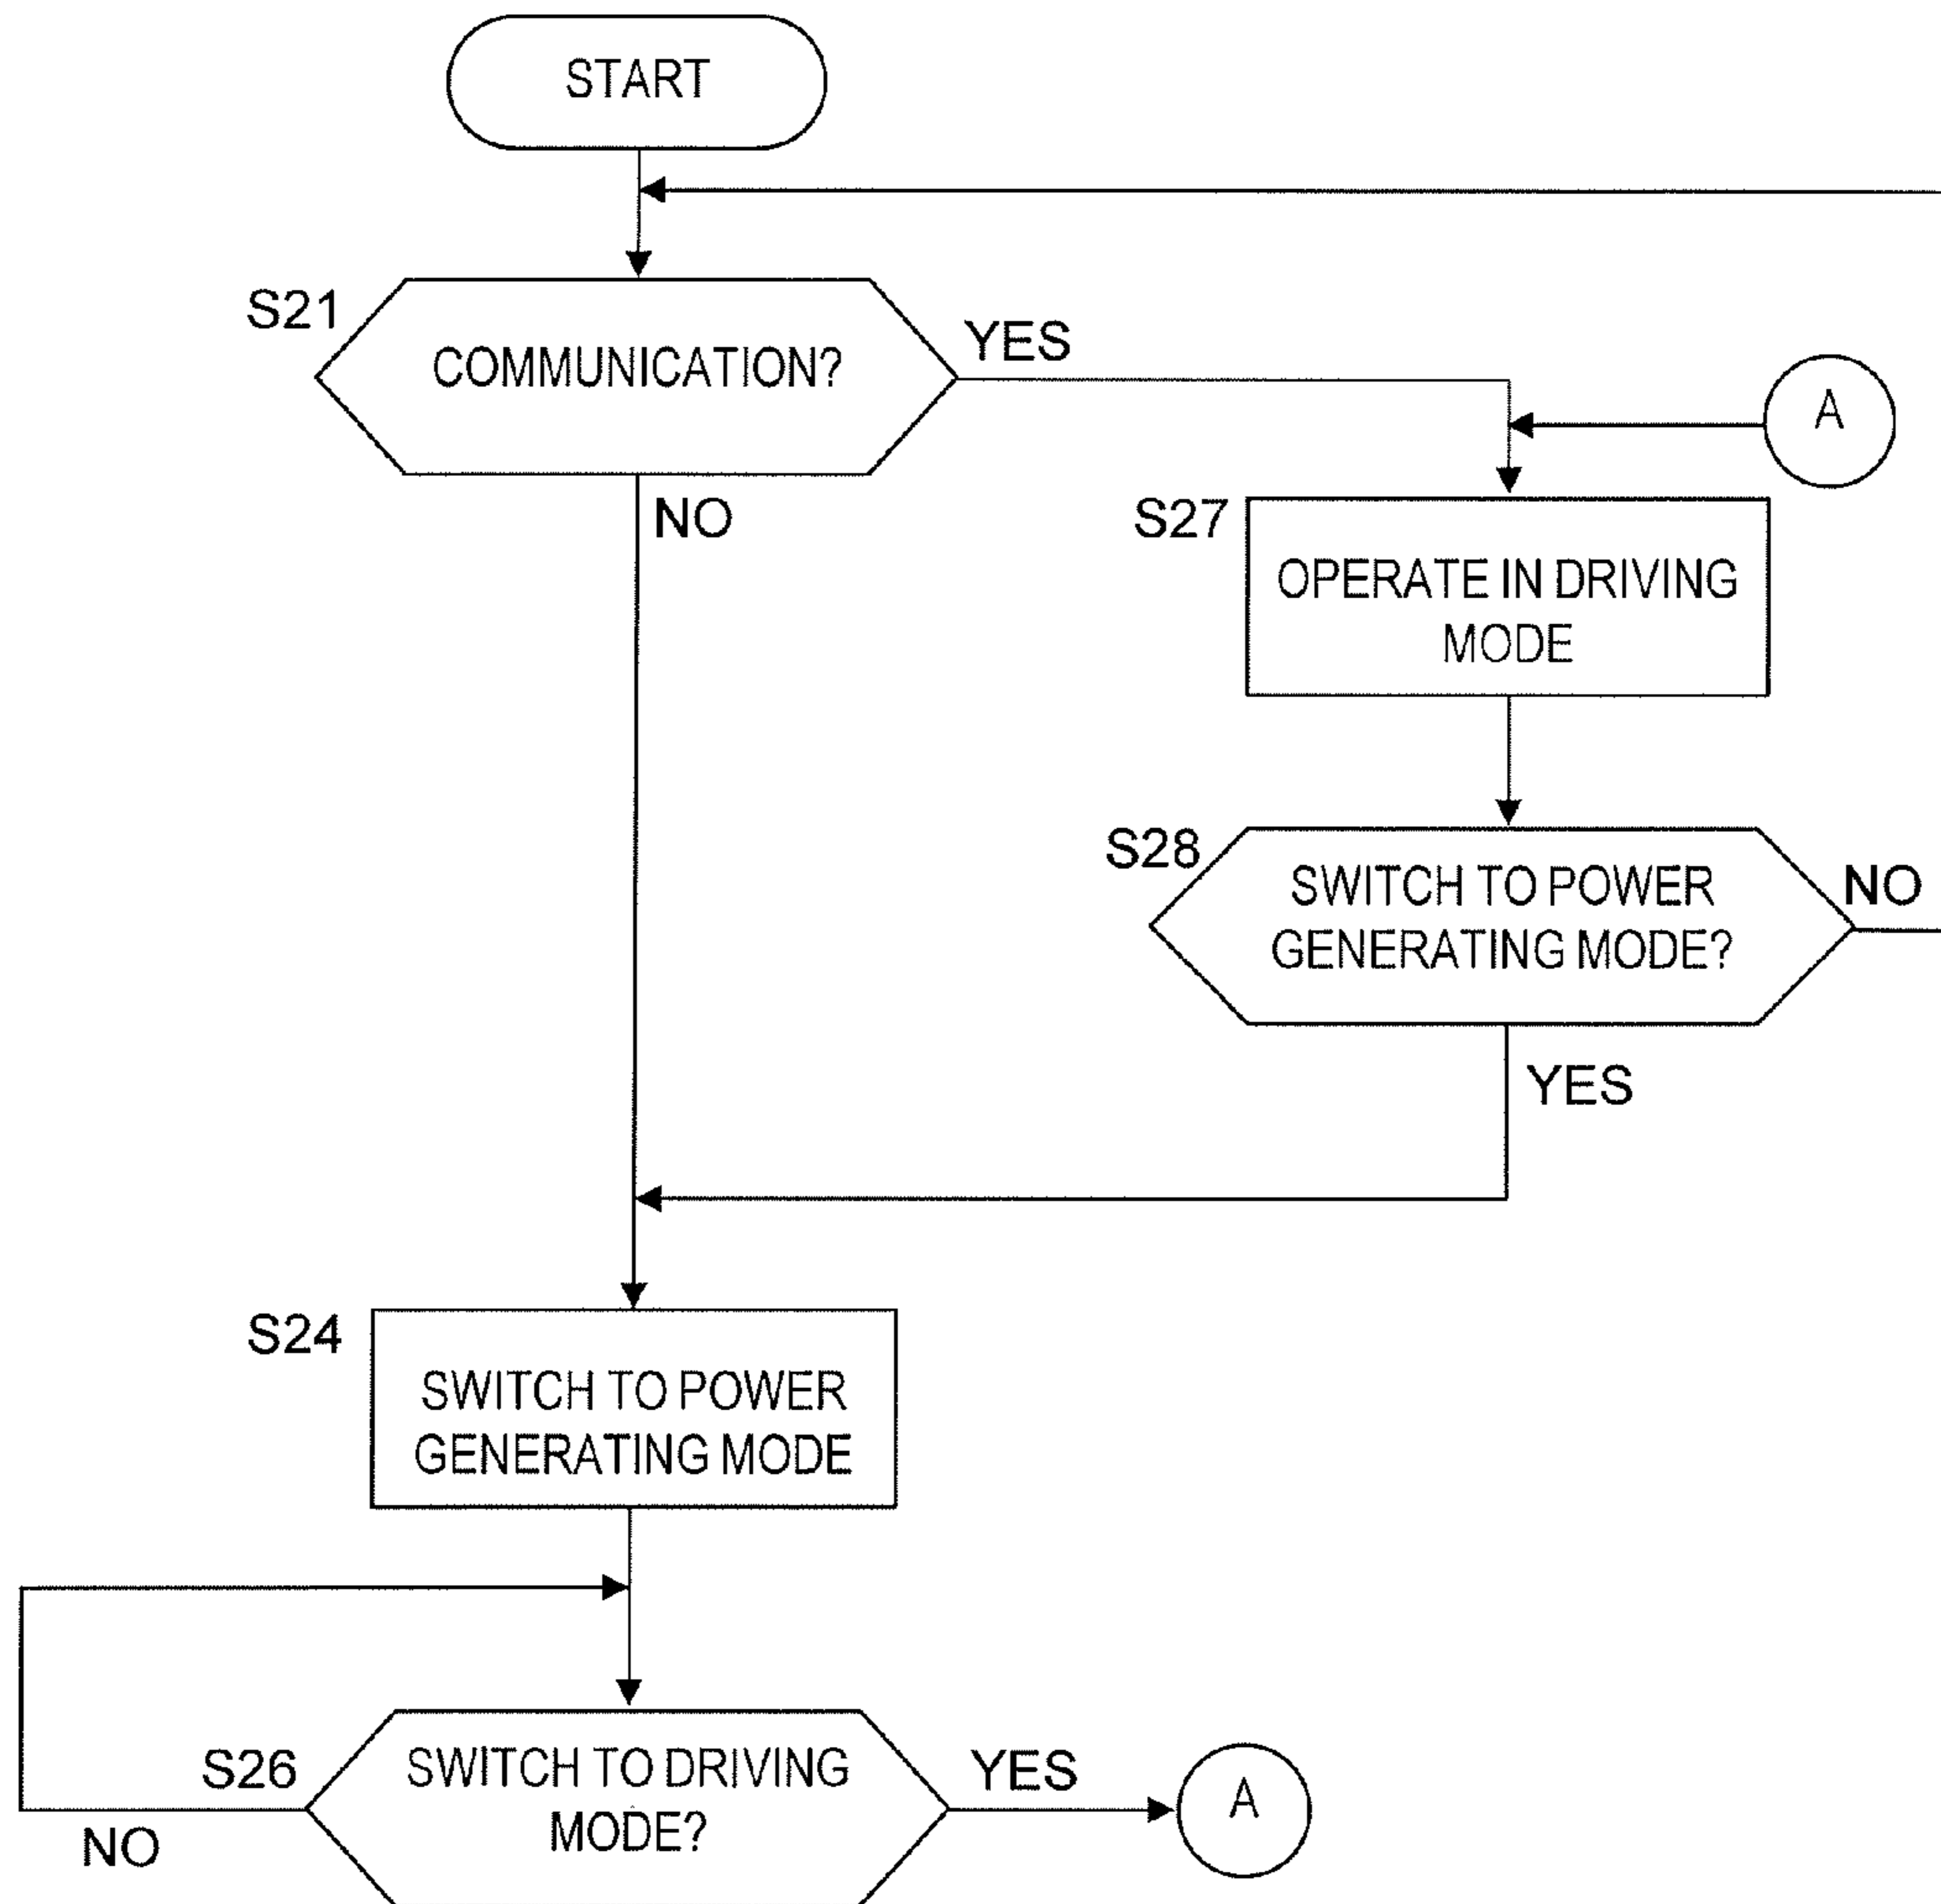 START
S21
COMMUNICATION?
YES
NO
A
S27
OPERATE IN DRIVING
MODE
S28
SWITCH TO POWER
GENERATING MODE?
NO
YES
S24
SWITCH TO POWER
GENERATING MODE
S26
SWITCH TO DRIVING
MODE?
YES
NO
A